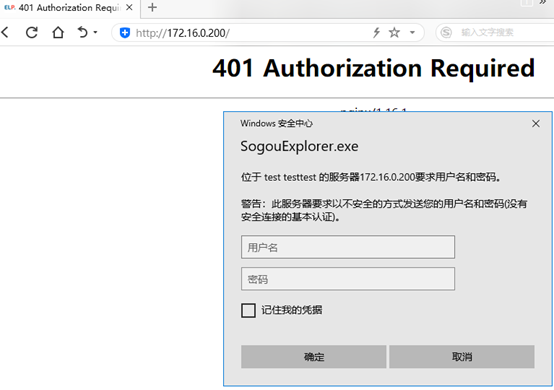 401 Authorization Requi
http://172.16.0.200/
输入文字搜索
401 Authorization Required
nginx/1.16.1
Windows 安全中心
SogouExplorer.exe
位于 test testtest 的服务器172.16.0.200要求用户名和密码。
警告：此服务器要求以不安全的方式发送您的用户名和密码(没有
安全连接的基本认证)。
用户名
密码
记住我的凭据
确定
取消